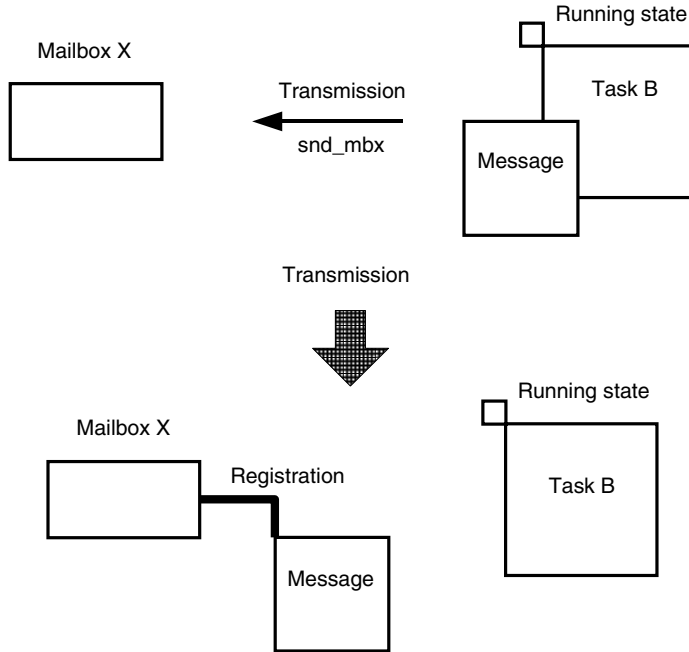 Running state
Mailbox X
Transmission
Task B
snd_mbx
Message
Transmission
Running state
Mailbox X
Registration
Task B
Message